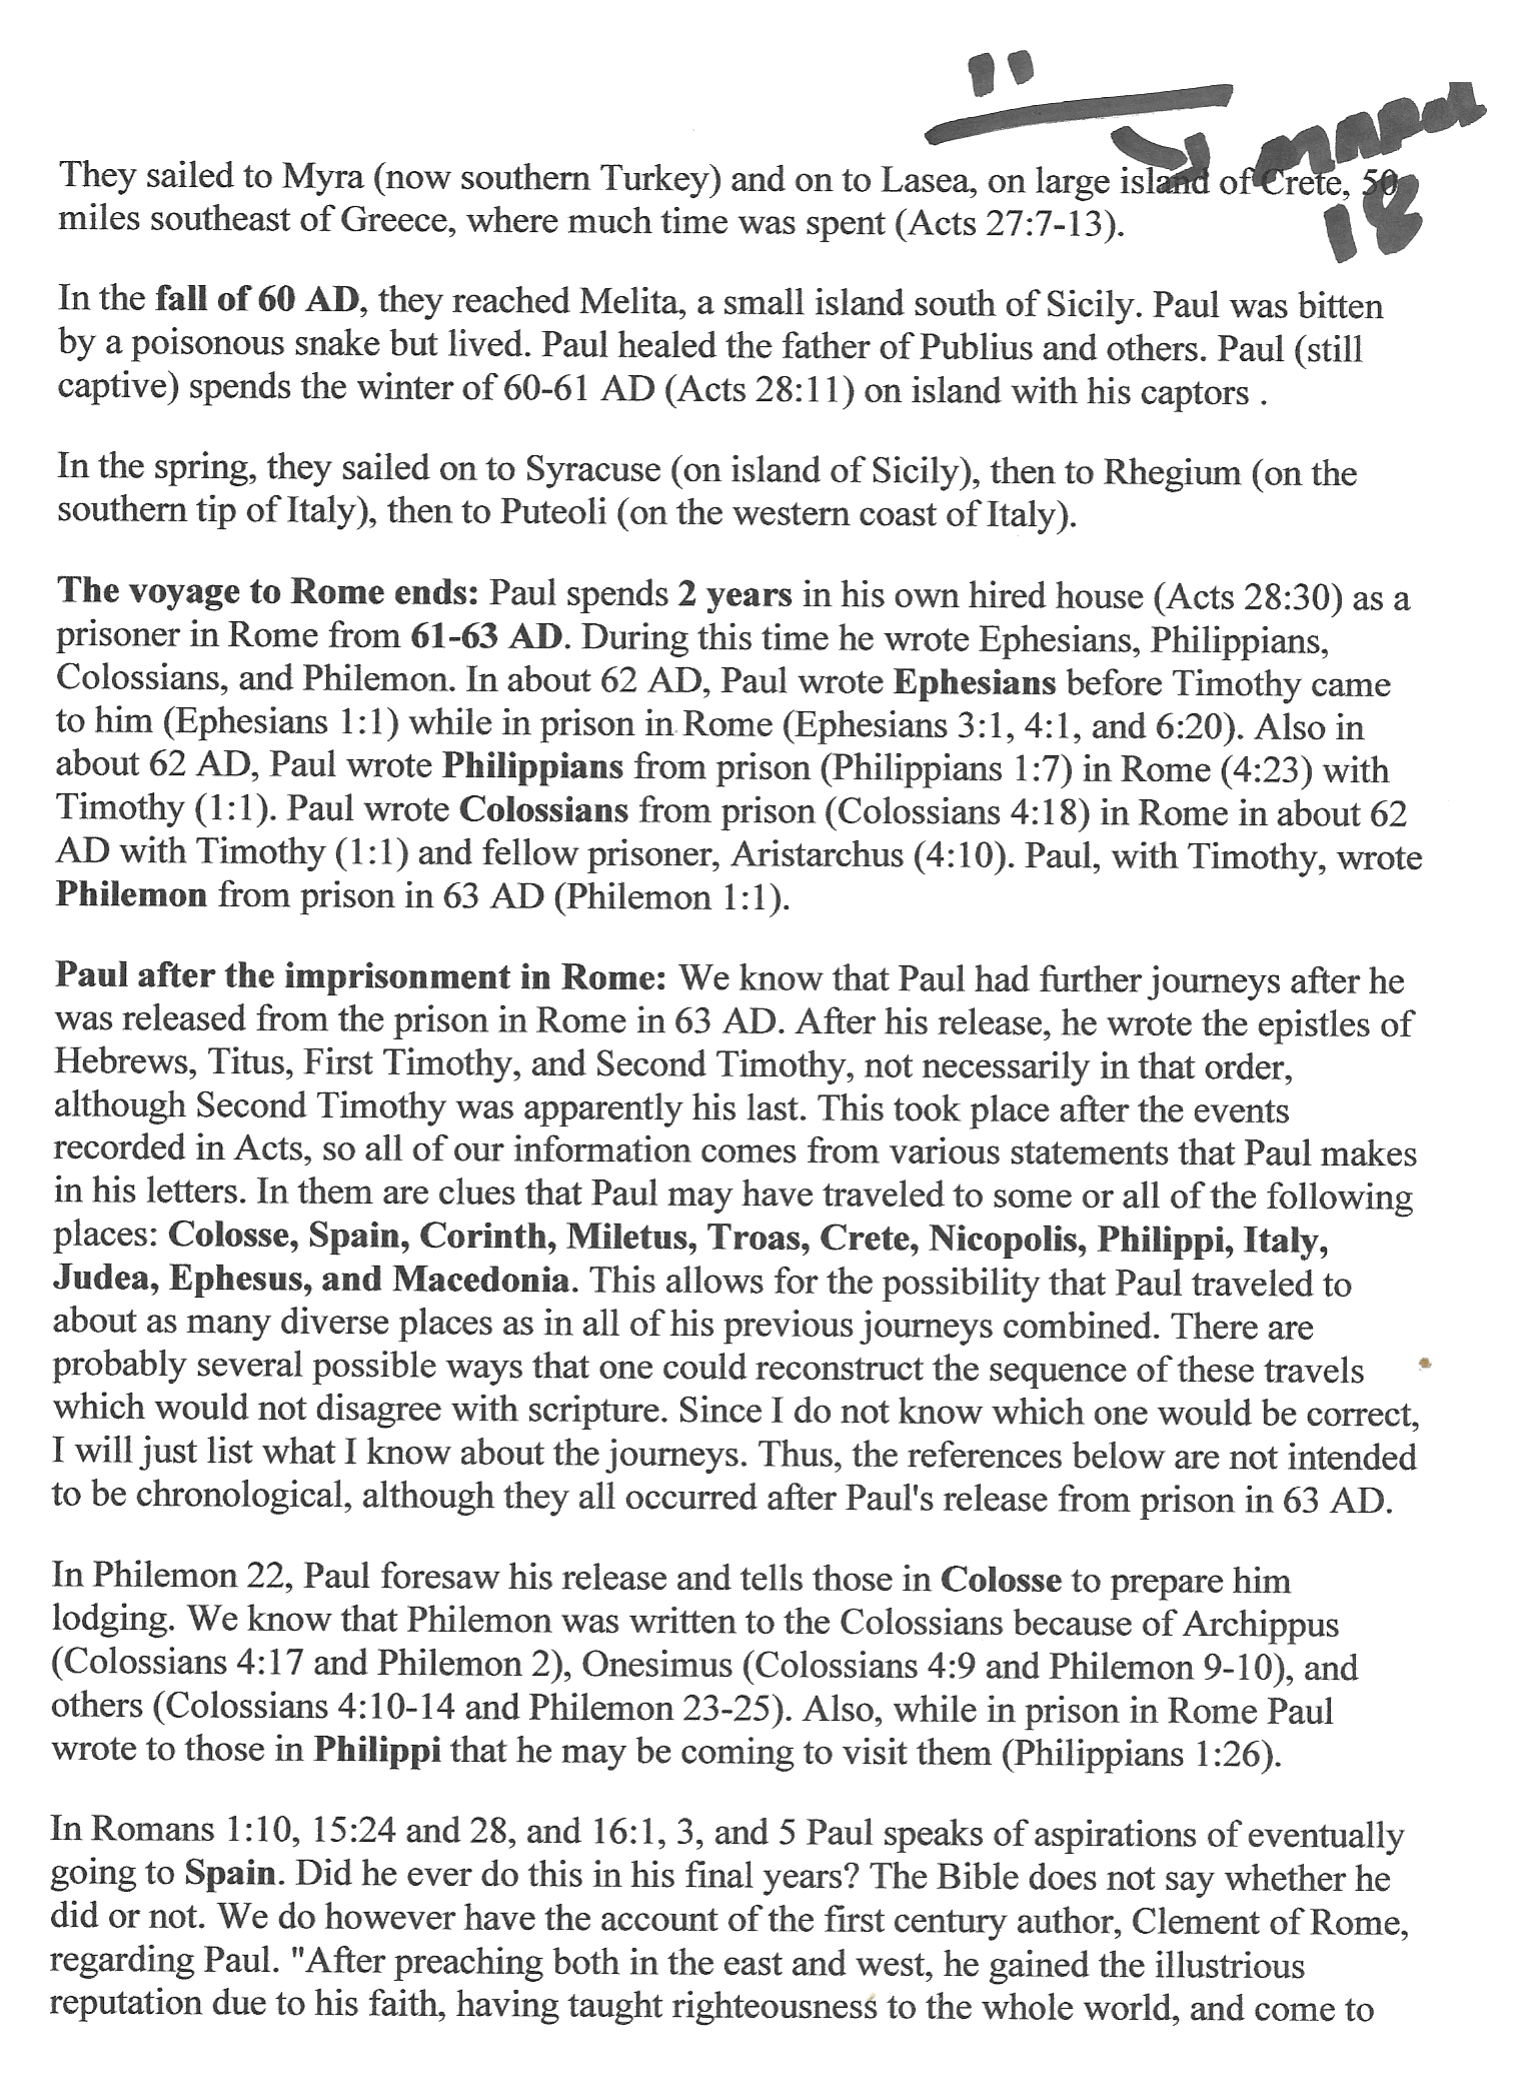 11
They sailed to Myra (now southern Turkey) and on to Lasea, on large island of Crete, 50
18
miles southeast of Greece, where much time was spent (Acts 27:7-13).
In the fall of 60 AD, they reached Melita, a small island south of Sicily. Paul was bitten
by a poisonous snake but lived. Paul healed the father of Publius and others. Paul (still
captive) spends the winter of 60-61 AD (Acts 28:11) on island with his captors .
In the spring, they sailed on to Syracuse (on island of Sicily), then to Rhegium (on the
southern tip of Italy), then to Puteoli (on the western coast of Italy).
The voyage to Rome ends: Paul spends 2 years in his own hired house (Acts 28:30) as a
prisoner in Rome from 61-63 AD. During this time he wrote Ephesians, Philippians,
Colossians, and Philemon. In about 62 AD, Paul wrote Ephesians before Timothy came
to him (Ephesians 1:1) while in prison in Rome (Ephesians 3:1, 4:1, and 6:20). Also in
about 62 AD, Paul wrote Philippians from prison (Philippians 1:7) in Rome (4:23) with
Timothy (1:1). Paul wrote Colossians from prison (Colossians 4:18) in Rome in about 62
AD with Timothy (1:1) and fellow prisoner, Aristarchus (4:10). Paul, with Timothy, wrote
Philemon from prison in 63 AD (Philemon 1:1).
Paul after the imprisonment in Rome: We know that Paul had further journeys after he
was released from the prison in Rome in 63 AD. After his release, he wrote the epistles of
Hebrews, Titus, First Timothy, and Second Timothy, not necessarily in that order,
although Second Timothy was apparently his last. This took place after the events
recorded in Acts, so all of our information comes from various statements that Paul makes
in his letters. In them are clues that Paul may have traveled to some or all of the following
places: Colosse, Spain, Corinth, Miletus, Troas, Crete, Nicopolis, Philippi, Italy,
Judea, Ephesus, and Macedonia. This allows for the possibility that Paul traveled to
about as many diverse places as in all of his previous journeys combined. There are
probably several possible ways that one could reconstruct the sequence of these travels
which would not disagree with scripture. Since I do not know which one would be correct,
I will just list what I know about the journeys. Thus, the references below are not intended
to be chronological, although they all occurred after Paul's release from prison in 63 AD.
In Philemon 22, Paul foresaw his release and tells those in Colosse to prepare him
lodging. We know that Philemon was written to the Colossians because of Archippus
(Colossians 4:17 and Philemon 2), Onesimus (Colossians 4:9 and Philemon 9-10), and
others (Colossians 4:10-14 and Philemon 23-25). Also, while in prison in Rome Paul
wrote to those in Philippi that he may be coming to visit them (Philippians 1:26).
In Romans 1:10, 15:24 and 28, and 16:1, 3, and 5 Paul speaks of aspirations of eventually
going to Spain. Did he ever do this in his final years? The Bible does not say whether he
did or not. We do however have the account of the first century author, Clement of Rome,
regarding Paul. "After preaching both in the east and west, he gained the illustrious
reputation due to his faith, having taught righteousness to the whole world, and come to